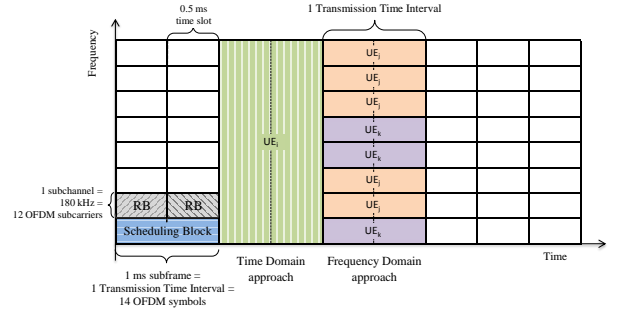 0.5 ms
time slot
1 Transmission Time Interval
Frequency
UEj
UEj
UEj
UEk
UEi
UEk
UEj
1 subchannel =
180 kHz =
12 OFDM subcarriers
RB
RB
UEj
Scheduling Block
UEk
Time
1 ms subframe =
1 Transmission Time Interval =
14 OFDM symbols
Time Domain
approach
Frequency Domain
approach